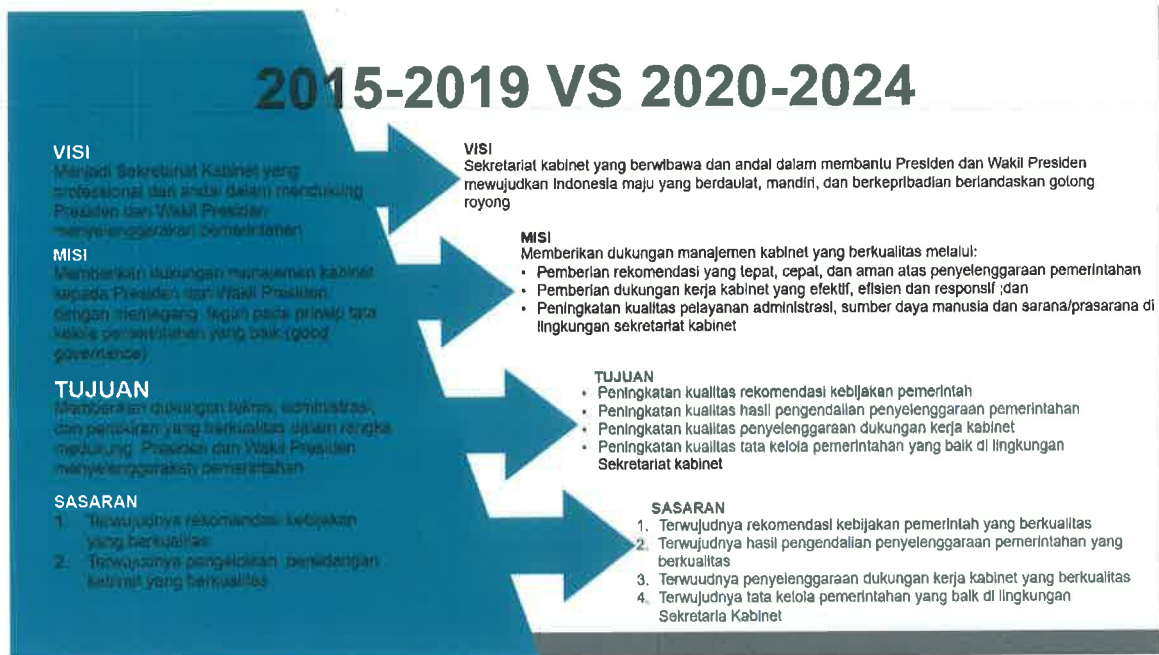 2015-2019 VS 2020-2024
VISI
Menjadi Sekretariat Kabinet yang
professional dan andal dalam mendukung
Presiden dan Wakil Presiden
menyelenggarakan pemerintahan
MISI
Memberikan dukungan manajemen kabinet
kepada Presiden dan Wakil Presiden
dengan memegang teguh pada prinsip tata
kelola pemerintahan yang baik (good
governance)
TUJUAN
Memberikan dukungan teknis, administrasi,
dan pemikiran yang berkualitas dalam rangka
Presiden dan Wakil Presiden
menyelenggarakan pemerintahan
SASARAN
1. Terwujudnya rekomendasi kebijakan
yang berkualitas
2. Terwujudnya pengelolaan persidangan
kabinet yang berkualitas
VISI
Sekretariat kabinet yang berwibawa dan andal dalam membantu Presiden dan Wakil Presiden
mewujudkan Indonesia maju yang berdaulat, mandiri, dan berkepribadian berlandaskan gotong
royong
MISI
Memberikan dukungan manajemen kabinet yang berkualitas melalui:
• Pemberian rekomendasi yang tepat, cepat, dan aman atas penyelenggaraan pemerintahan
• Pemberian dukungan kerja kabinet yang efektif, efisien dan responsif ;dan
• Peningkatan kualitas pelayanan administrasi, sumber daya manusia dan sarana/prasarana di
lingkungan sekretariat kabinet
TUJUAN
• Peningkatan kualitas rekomendasi kebijakan pemerintah
• Peningkatan kualitas hasil pengendalian penyelenggaraan pemerintahan
• Peningkatan kualitas penyelenggaraan dukungan kerja kabinet
• Peningkatan kualitas tata kelola pemerintahan yang baik di lingkungan
Sekretariat kabinet
SASARAN
1. Terwujudnya rekomendasi kebijakan pemerintah yang berkualitas
2. Terwujudnya hasil pengendalian penyelenggaraan pemerintahan yang
berkualitas
3. Terwuudnya penyelenggaraan dukungan kerja kabinet yang berkualitas
4. Terwujudnya tata kelola pemerintahan yang baik di lingkungan
Sekretaria Kabinet